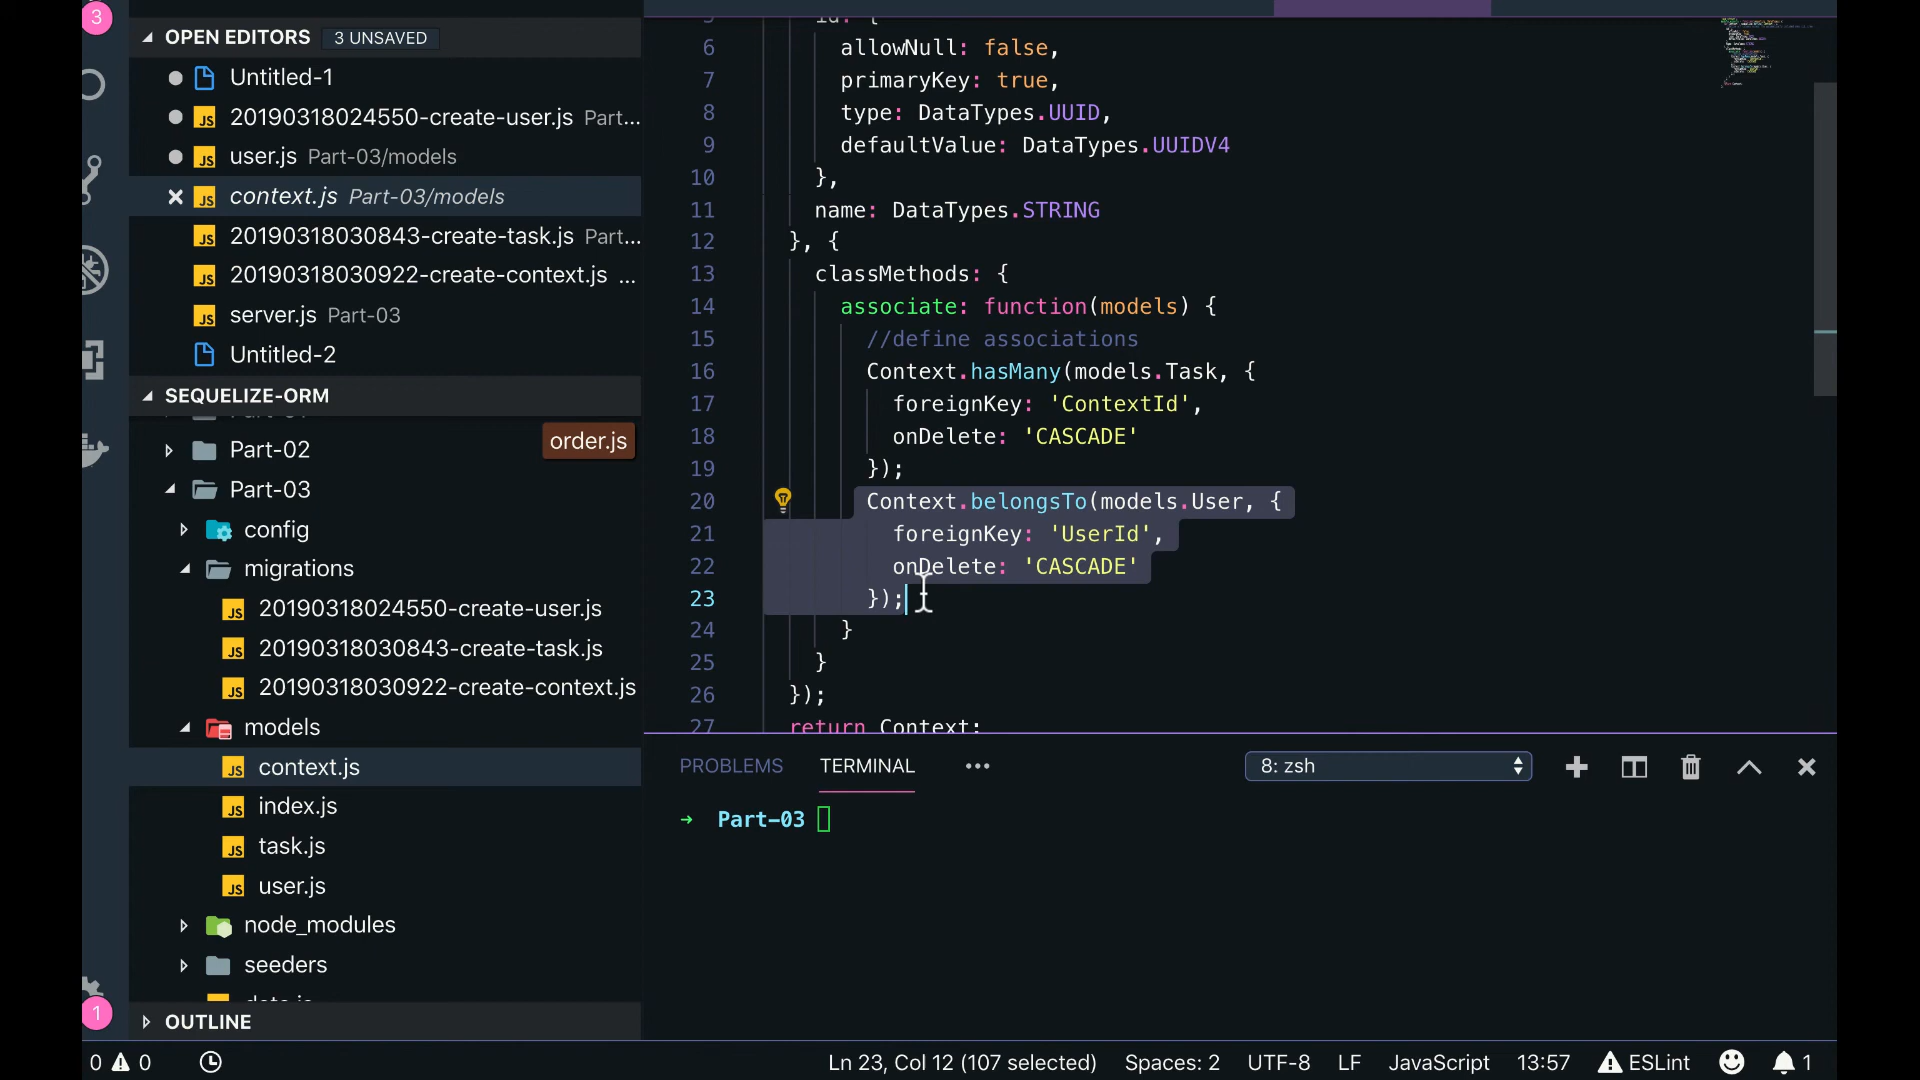 3
OPEN EDITORS 3 UNSAVED
Untitled-1
20190318024550-create-user.js Part...
user.js Part-03/models
context.js Part-03/models
20190318030843-create-task.js Part...
20190318030922-create-context.js ...
server.js Part-03
Untitled-2
SEQUELIZE-ORM
Part-02
order.js
Part-03
config
migrations
20190318024550-create-user.js
20190318030843-create-task.js
20190318030922-create-context.js
models
context.js
index.js
task.js
user.js
node_modules
seeders
1
OUTLINE
5 id: {
6 allowNull: false,
7 primaryKey: true,
8 type: DataTypes.UUID,
9 defaultValue: DataTypes.UUIDV4
10 },
11 name: DataTypes.STRING
12 }, {
13 classMethods: {
14 associate: function(models) {
15 //define associations
16 Context.hasMany(models.Task, {
17 foreignKey: 'ContextId',
18 onDelete: 'CASCADE'
19 });
20 Context.belongsTo(models.User, {
21 foreignKey: 'UserId',
22 onDelete: 'CASCADE'
23 });
24 }
25 }
26 });
27 return Context;
PROBLEMS TERMINAL ... 8: zsh
→ Part-03
0 0 Ln 23, Col 12 (107 selected) Spaces: 2 UTF-8 LF JavaScript 13:57 ESLint 1